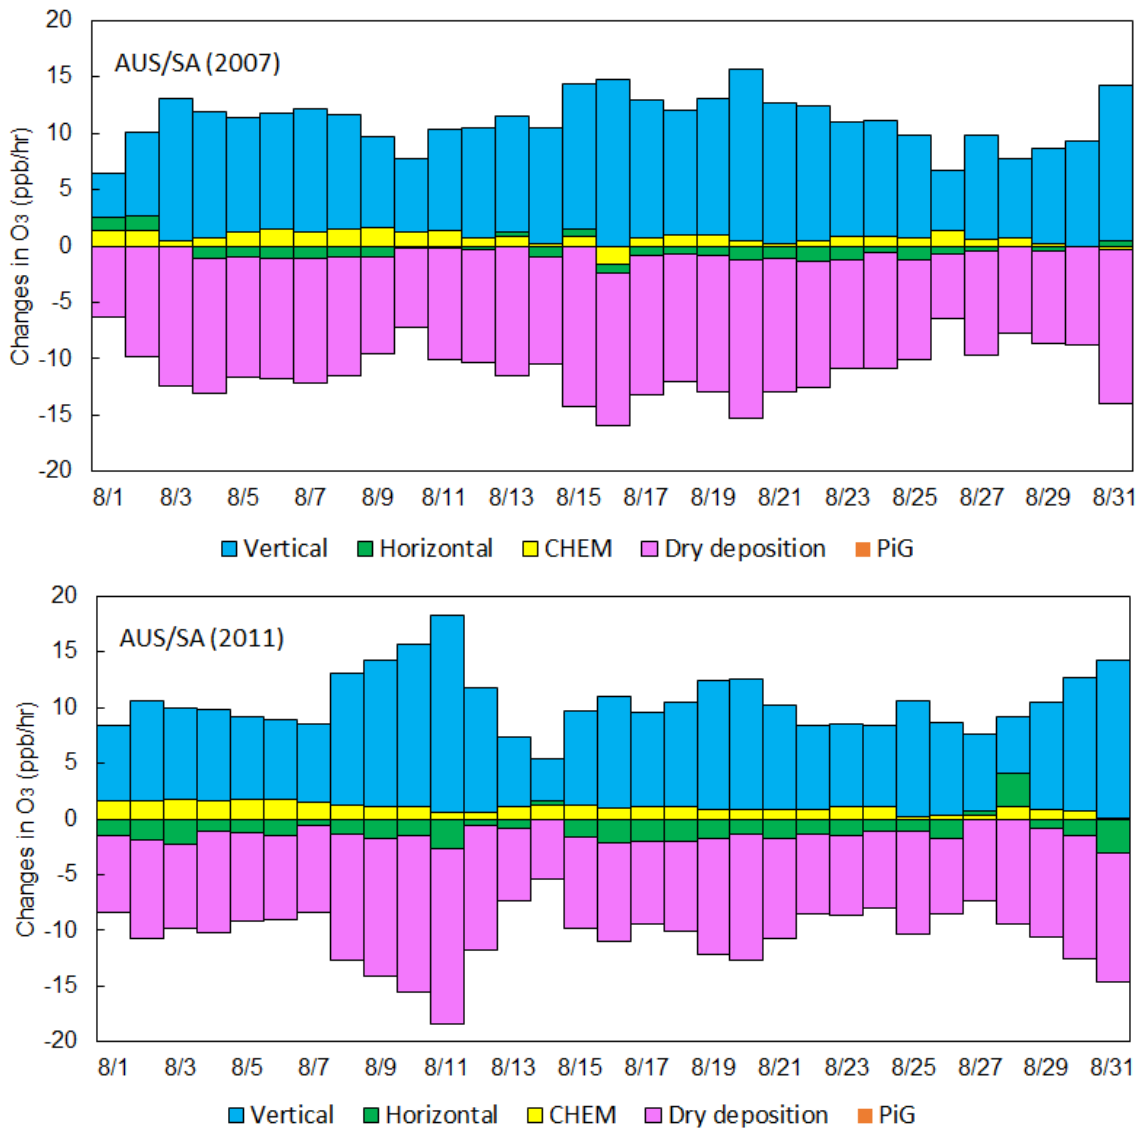 20
AUS/SA (2007)
15
10
5
0
-5
-10
-15
-20
Changes in O3 (ppb/hr)
8/1 8/3 8/5 8/7 8/9 8/11 8/13 8/15 8/17 8/19 8/21 8/23 8/25 8/27 8/29 8/31
Vertical Horizontal CHEM Dry deposition PiG
20
AUS/SA (2011)
15
10
5
0
-5
-10
-15
-20
Changes in O3 (ppb/hr)
8/1 8/3 8/5 8/7 8/9 8/11 8/13 8/15 8/17 8/19 8/21 8/23 8/25 8/27 8/29 8/31
Vertical Horizontal CHEM Dry deposition PiG